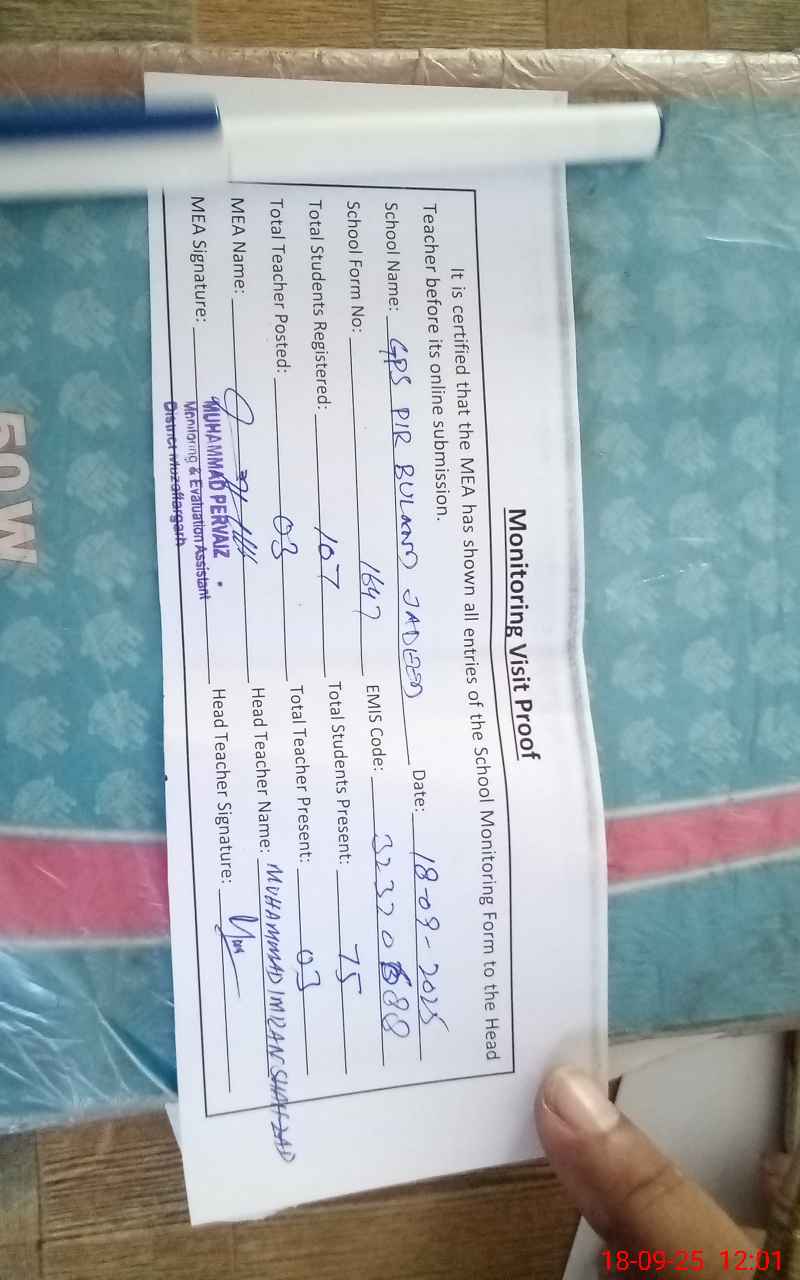 Monitoring Visit Proof
It is certified that the MEA has shown all entries of the School Monitoring Form to the Head
Teacher before its online submission.
School Name: GPS PIR BULAND JADEED Date: 18-09-2025
School Form No: 1647 EMIS Code: 32320688
Total Students Registered: 107 Total Students Present: 75
Total Teacher Posted: 03 Total Teacher Present: 03
MEA Name: Head Teacher Name: MUHAMMAD IMRAN SHAHZAD
MEA Signature: Head Teacher Signature:
MUHAMMAD PERVAIZ
Monitoring & Evaluation Assistant
District Muzaffargarh
50W
18-09-25 12:01